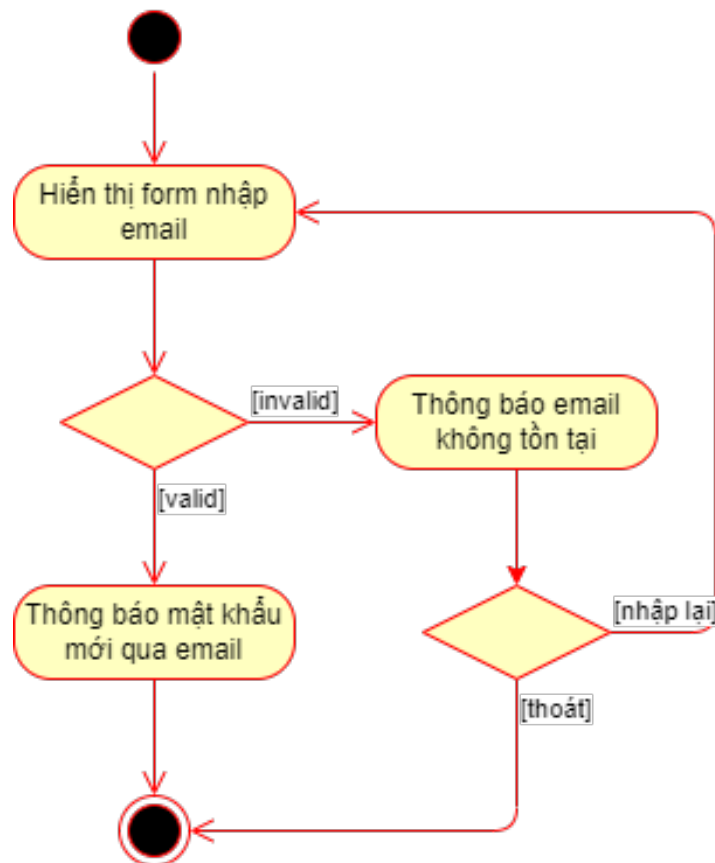 Hiển thị form nhập
email
[invalid]
Thông báo email
không tồn tại
[valid]
Thông báo mật khẩu
mới qua email
[nhập lại]
[thoát]